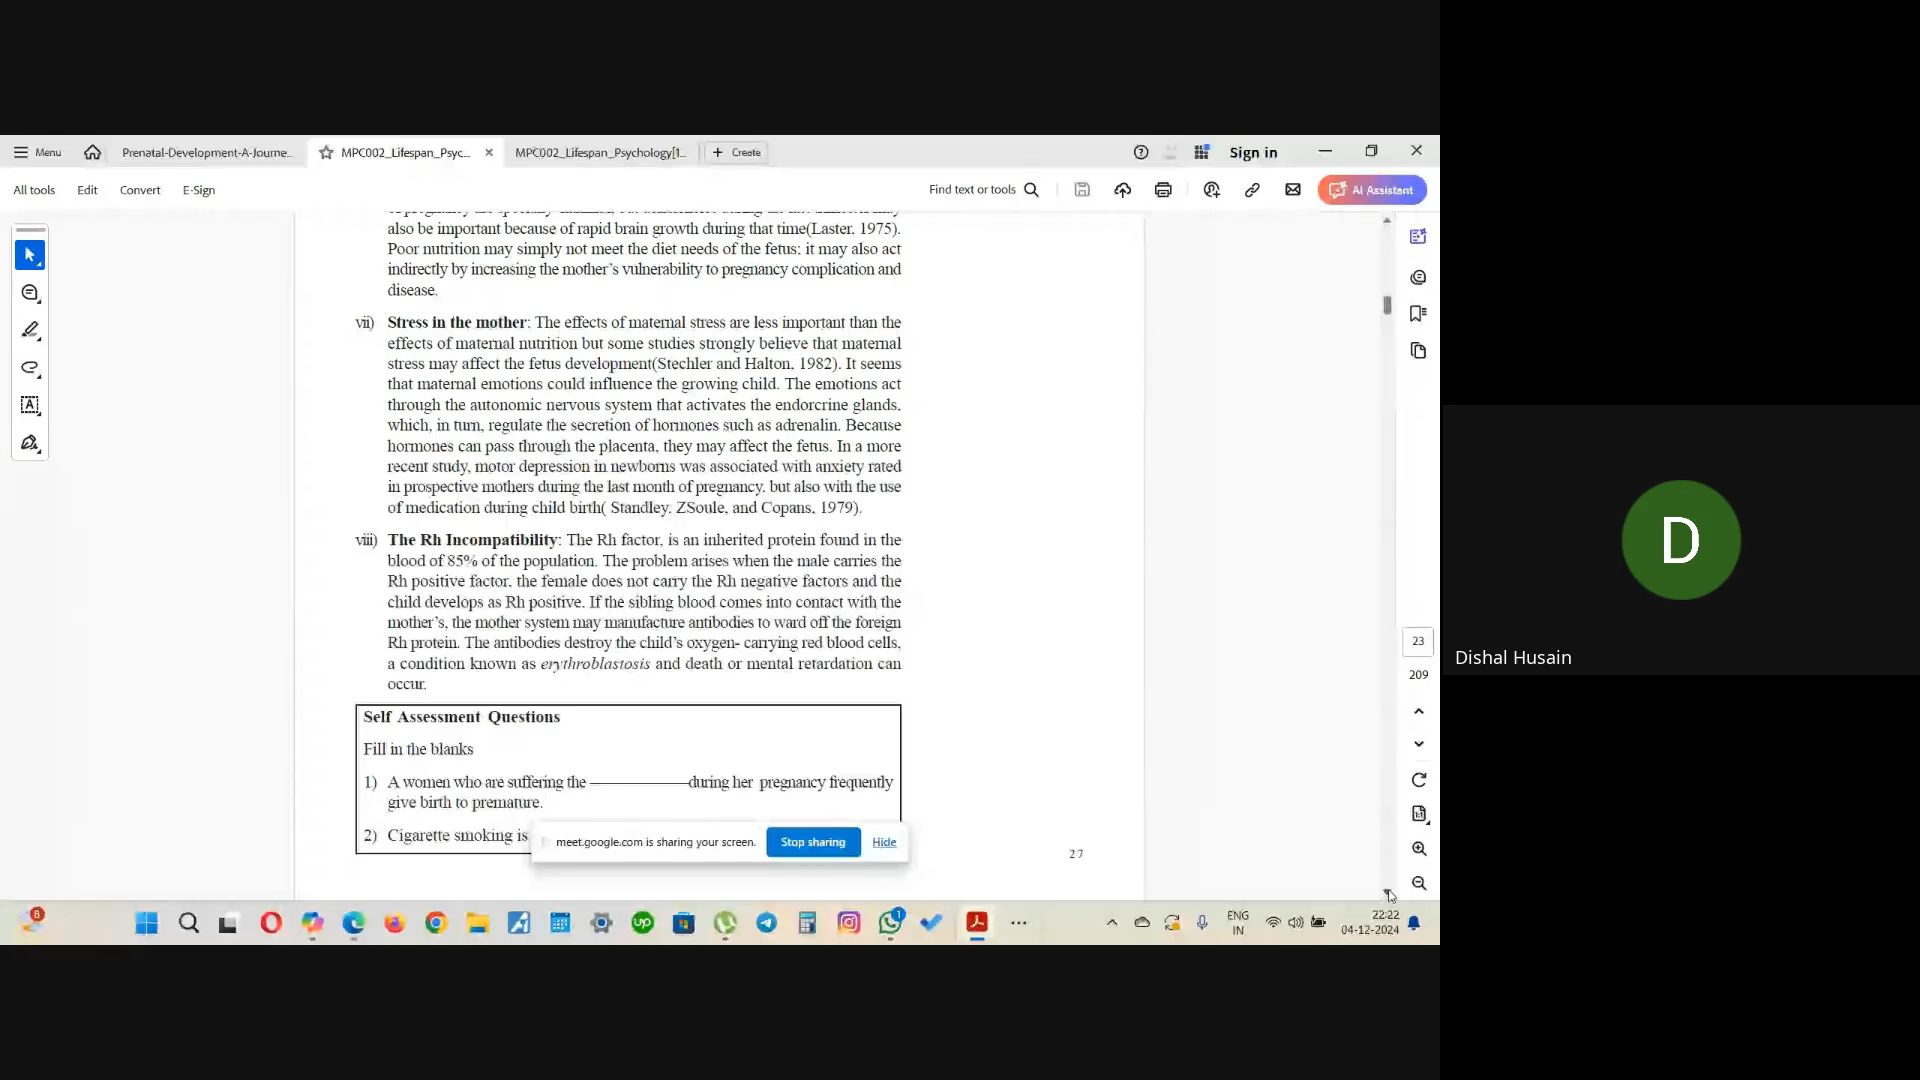 Menu
Prenatal-Development-A-Journe...
MPC002_Lifespan_Psyc...
MPC002_Lifespan_Psychology[1...
Create
Sign in
All tools
Edit
Convert
E-Sign
Find text or tools
AI Assistant
also be important because of rapid brain growth during that time(Laster, 1975).
Poor nutrition may simply not meet the diet needs of the fetus; it may also act
indirectly by increasing the mother's vulnerability to pregnancy complication and
disease.
vii) Stress in the mother: The effects of maternal stress are less important than the
effects of maternal nutrition but some studies strongly believe that maternal
stress may affect the fetus development(Stechler and Halton, 1982). It seems
that maternal emotions could influence the growing child. The emotions act
through the autonomic nervous system that activates the endorcrine glands,
which, in turn, regulate the secretion of hormones such as adrenalin. Because
hormones can pass through the placenta, they may affect the fetus. In a more
recent study, motor depression in newborns was associated with anxiety rated
in prospective mothers during the last month of pregnancy, but also with the use
of medication during child birth( Standley, ZSoule, and Copans, 1979).
viii) The Rh Incompatibility: The Rh factor, is an inherited protein found in the
blood of 85% of the population. The problem arises when the male carries the
Rh positive factor, the female does not carry the Rh negative factors and the
child develops as Rh positive. If the sibling blood comes into contact with the
mother's, the mother system may manufacture antibodies to ward off the foreign
Rh protein. The antibodies destroy the child's oxygen- carrying red blood cells,
a condition known as erythroblastosis and death or mental retardation can
occur.
Self Assessment Questions
Fill in the blanks
1) A women who are suffering the ——————during her pregnancy frequently
give birth to premature.
2) Cigarette smoking is
meet.google.com is sharing your screen.
Stop sharing
Hide
27
23
209
D
Dishal Husain
8
up
1
ENG
IN
22:22
04-12-2024